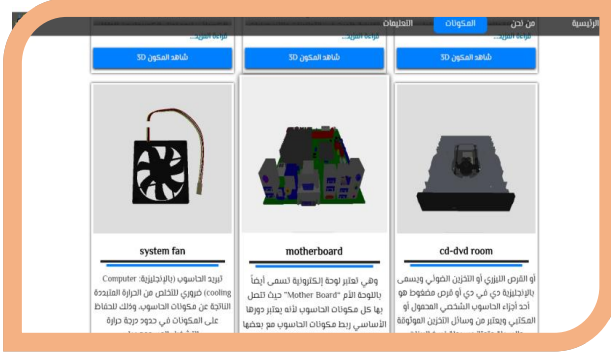 الرئيسية
من نحن
المكونات
التعليمات
قراءة المزيد...
شاهد المكون 3D
شاهد المكون 3D
قراءة المزيد...
شاهد المكون 3D
cd-dvd room
أو القرص الليزري أو التخزين الضوئي ويسمى
بالإنجليزية دي في دي أو قرص مضغوط هو
أحد أجزاء الحاسوب الشخصي المحمول أو
المكتبي ويعتبر من وسائل التخزين الموثوقة
motherboard
وهي تعتبر لوحة إلكترونية تسمى أيضاً
باللوحة الأم "Mother Board" حيث تتصل
بها كل مكونات الحاسوب لأنه يعتبر دورها
الأساسي ربط مكونات الحاسوب مع بعضها
system fan
تبريد الحاسوب (بالإنجليزية: Computer
cooling) ضروري للتخلص من الحرارة المتبددة
الناتجة عن مكونات الحاسوب، وذلك للحفاظ
على المكونات في حدود درجة حرارة